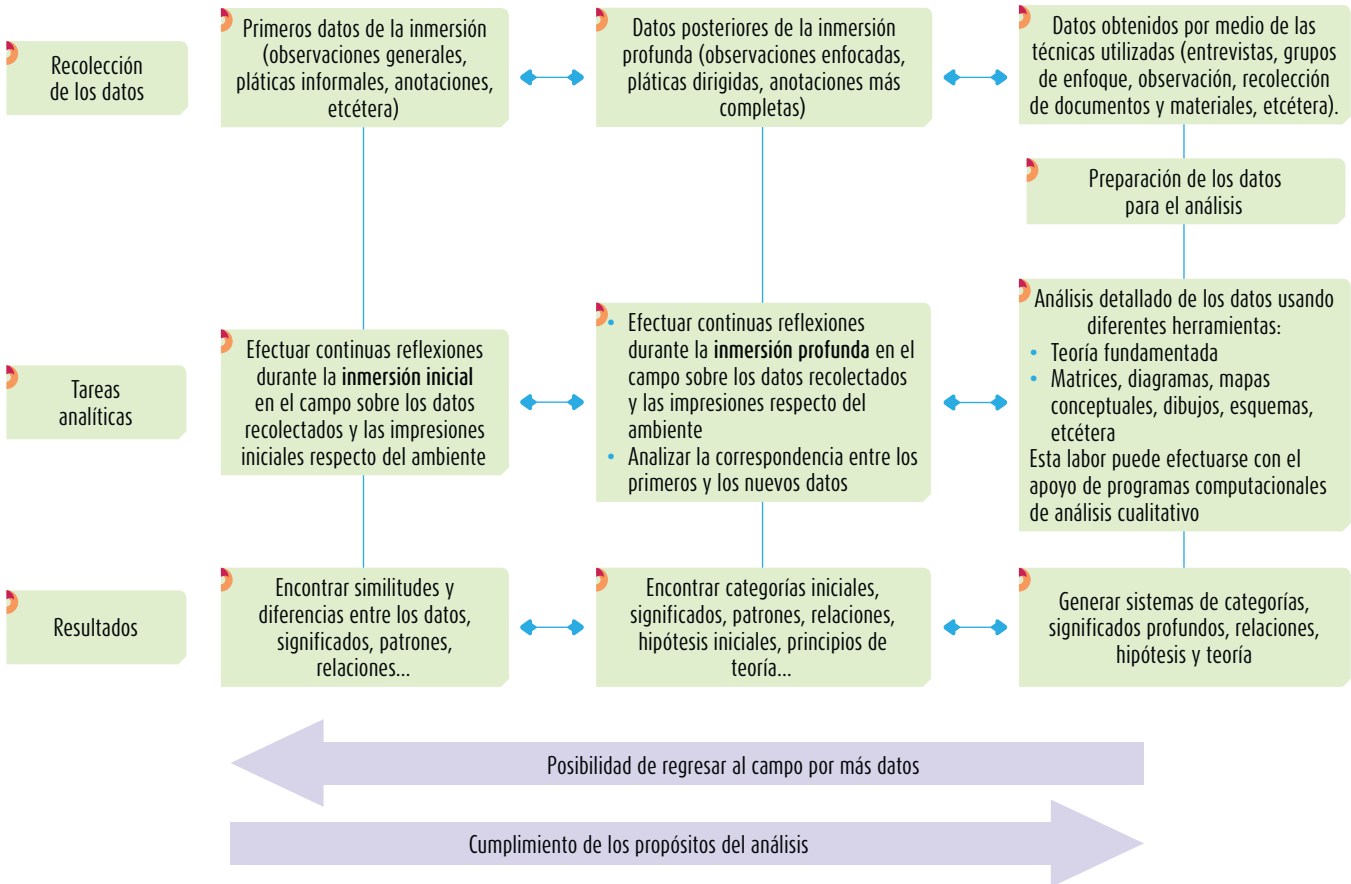 Recolección
de los datos
Primeros datos de la inmersión
(observaciones generales,
pláticas informales, anotaciones,
etcétera)
Datos posteriores de la inmersión
profunda (observaciones enfocadas,
pláticas dirigidas, anotaciones más
completas)
Datos obtenidos por medio de las
técnicas utilizadas (entrevistas, grupos
de enfoque, observación, recolección
de documentos y materiales, etcétera).
Preparación de los datos
para el análisis
Tareas
analíticas
Efectuar continuas reflexiones
durante la inmersión inicial
en el campo sobre los datos
recolectados y las impresiones
iniciales respecto del ambiente
• Efectuar continuas reflexiones
durante la inmersión profunda en el
campo sobre los datos recolectados
y las impresiones respecto del
ambiente
• Analizar la correspondencia entre los
primeros y los nuevos datos
Análisis detallado de los datos usando
diferentes herramientas:
• Teoría fundamentada
• Matrices, diagramas, mapas
conceptuales, dibujos, esquemas,
etcétera
Esta labor puede efectuarse con el
apoyo de programas computacionales
de análisis cualitativo
Resultados
Encontrar similitudes y
diferencias entre los datos,
significados, patrones,
relaciones...
Encontrar categorías iniciales,
significados, patrones, relaciones,
hipótesis iniciales, principios de
teoría...
Generar sistemas de categorías,
significados profundos, relaciones,
hipótesis y teoría
Posibilidad de regresar al campo por más datos
Cumplimiento de los propósitos del análisis